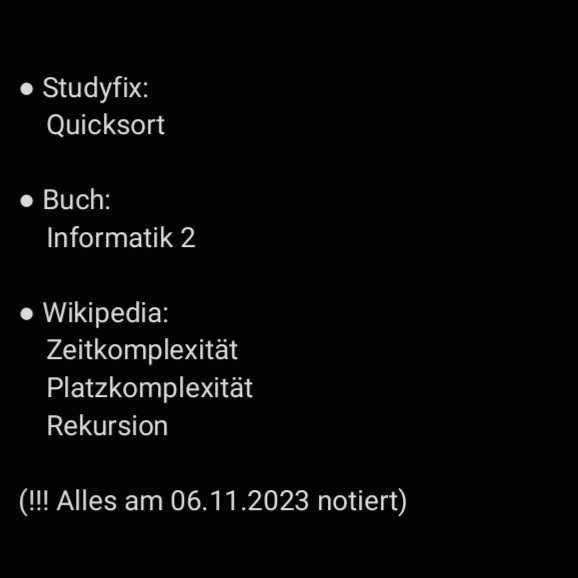 ● Studyfix:
Quicksort
● Buch:
Informatik 2
● Wikipedia:
Zeitkomplexität
Platzkomplexität
Rekursion
(!!! Alles am 06.11.2023 notiert)